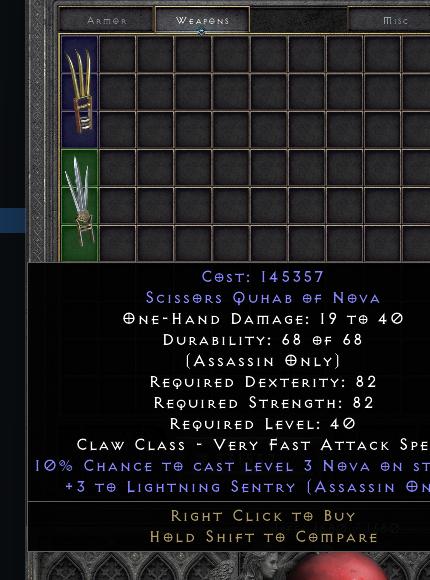 Armor
Weapons
Misc
Cost: 145357
Scissors Quhab of Nova
One-Hand Damage: 19 to 40
Durability: 68 of 68
(Assassin Only)
Required Dexterity: 82
Required Strength: 82
Required Level: 40
Claw Class - Very Fast Attack Spe
10% Chance to cast level 3 Nova on st
+3 to Lightning Sentry (Assassin On
Right Click to Buy
Hold Shift to Compare